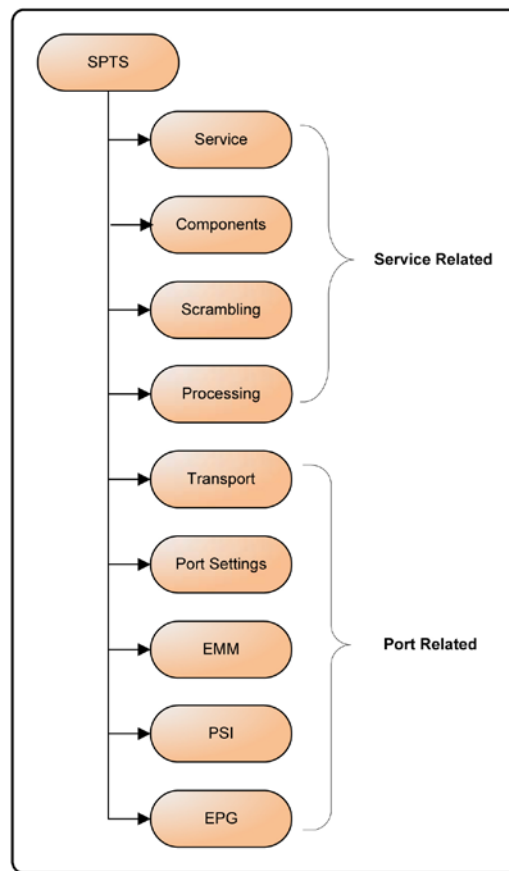 SPTS
Service
Components
Scrambling
Processing
Service Related
Transport
Port Settings
EMM
PSI
EPG
Port Related